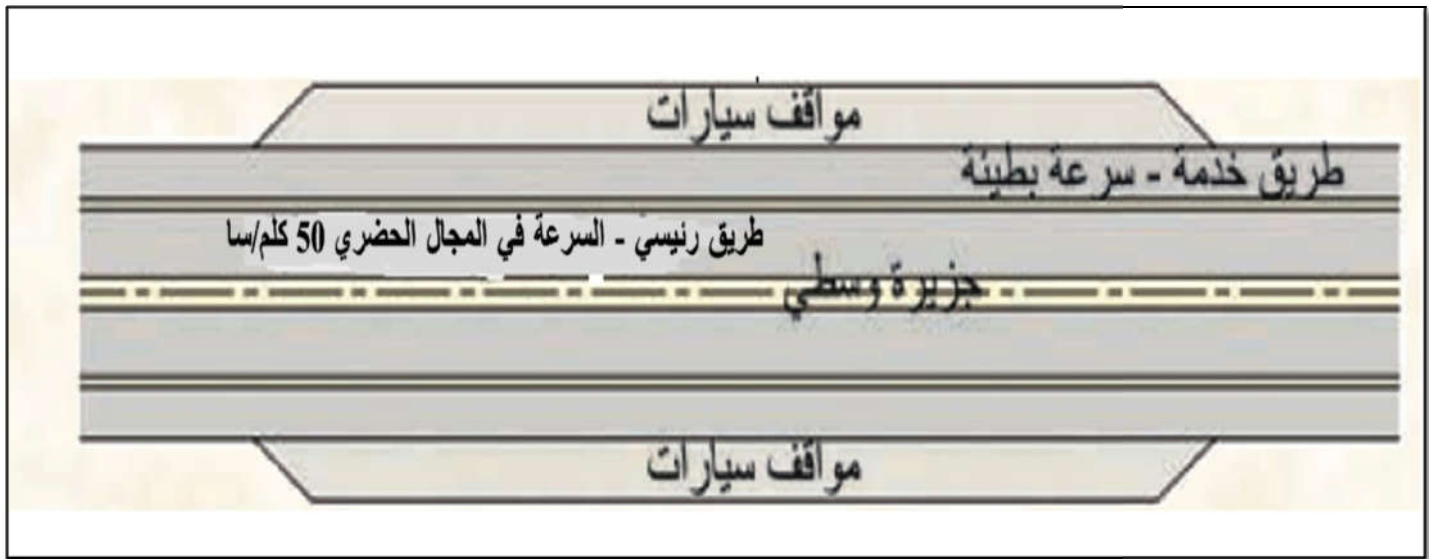 مواقف سيارات
طريق خدمة - سرعة بطيئة
طريق رئيسي - السرعة في المجال الحضري 50 كلم/سا
جزيرة وسطي
مواقف سيارات